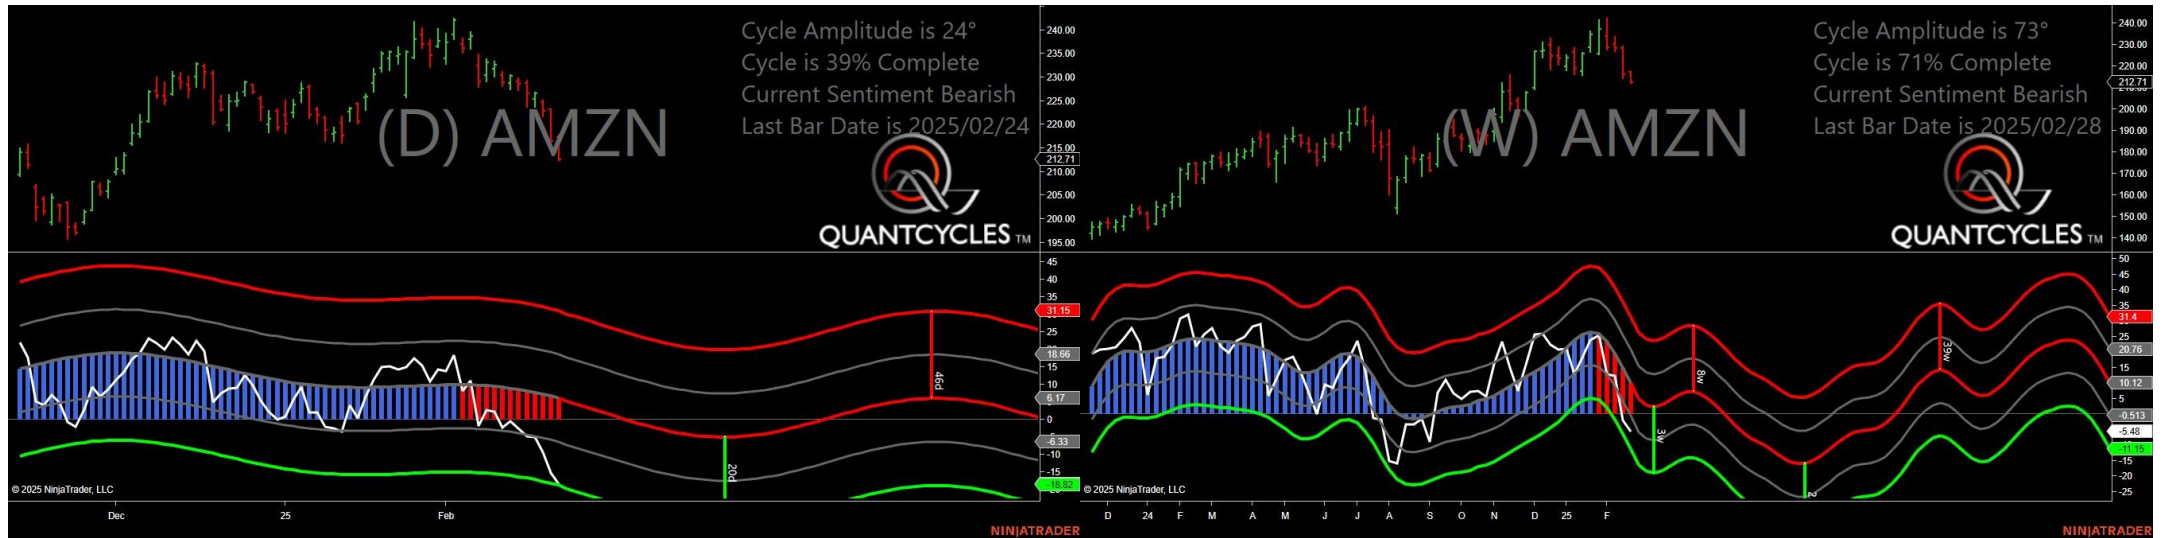 Cycle Amplitude is 24°
Cycle is 39% Complete
Current Sentiment Bearish
Last Bar Date is 2025/02/24
(D) AMZN
QUANTCYCLES TM
240.00
235.00
230.00
225.00
220.00
215.00
212.71
210.00
205.00
200.00
195.00
45
40
35
31.15
25
18.66
15
10
6.17
0
-6.33
-10
-15
-18.82
46d
20d
© 2025 NinjaTrader, LLC
Dec 25 Feb
NINJATRADER
Cycle Amplitude is 73°
Cycle is 71% Complete
Current Sentiment Bearish
Last Bar Date is 2025/02/28
(W) AMZN
QUANTCYCLES TM
240.00
230.00
220.00
212.71
200.00
190.00
180.00
170.00
160.00
150.00
140.00
50
45
40
35
31.4
25
20.76
15
10.12
5
-0.513
-5.48
-11.15
-15
-20
-25
39w
8w
3w
© 2025 NinjaTrader, LLC
D 24 F M A M J J A S O N D 25 F
NINJATRADER